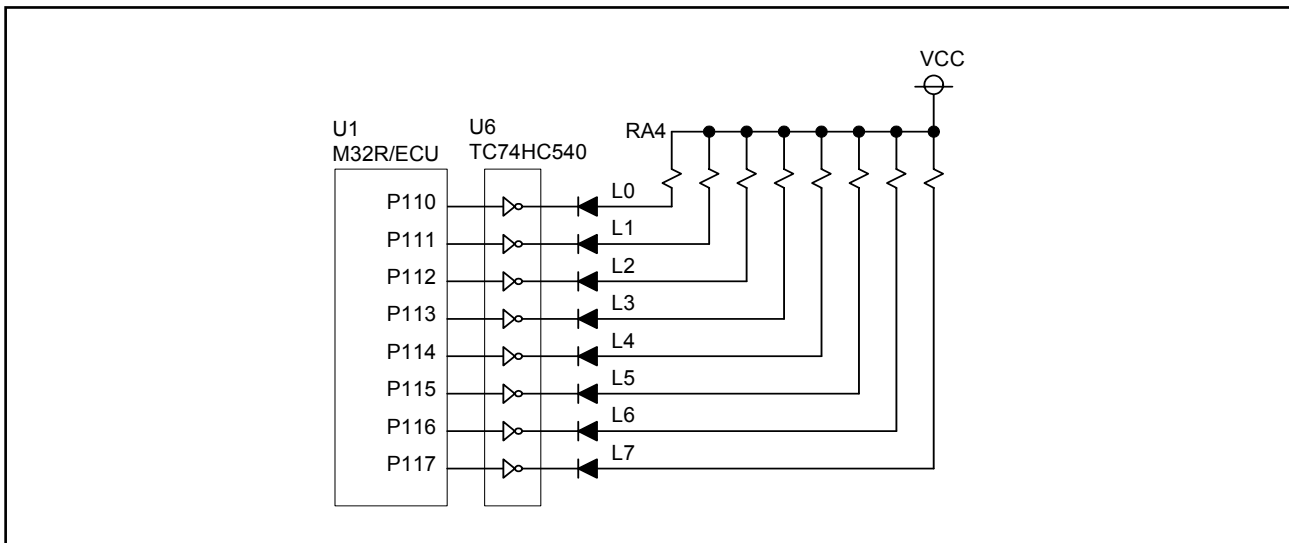 VCC
RA4
U1
M32R/ECU
U6
TC74HC540
P110
L0
P111
L1
P112
L2
P113
L3
P114
L4
P115
L5
P116
L6
P117
L7